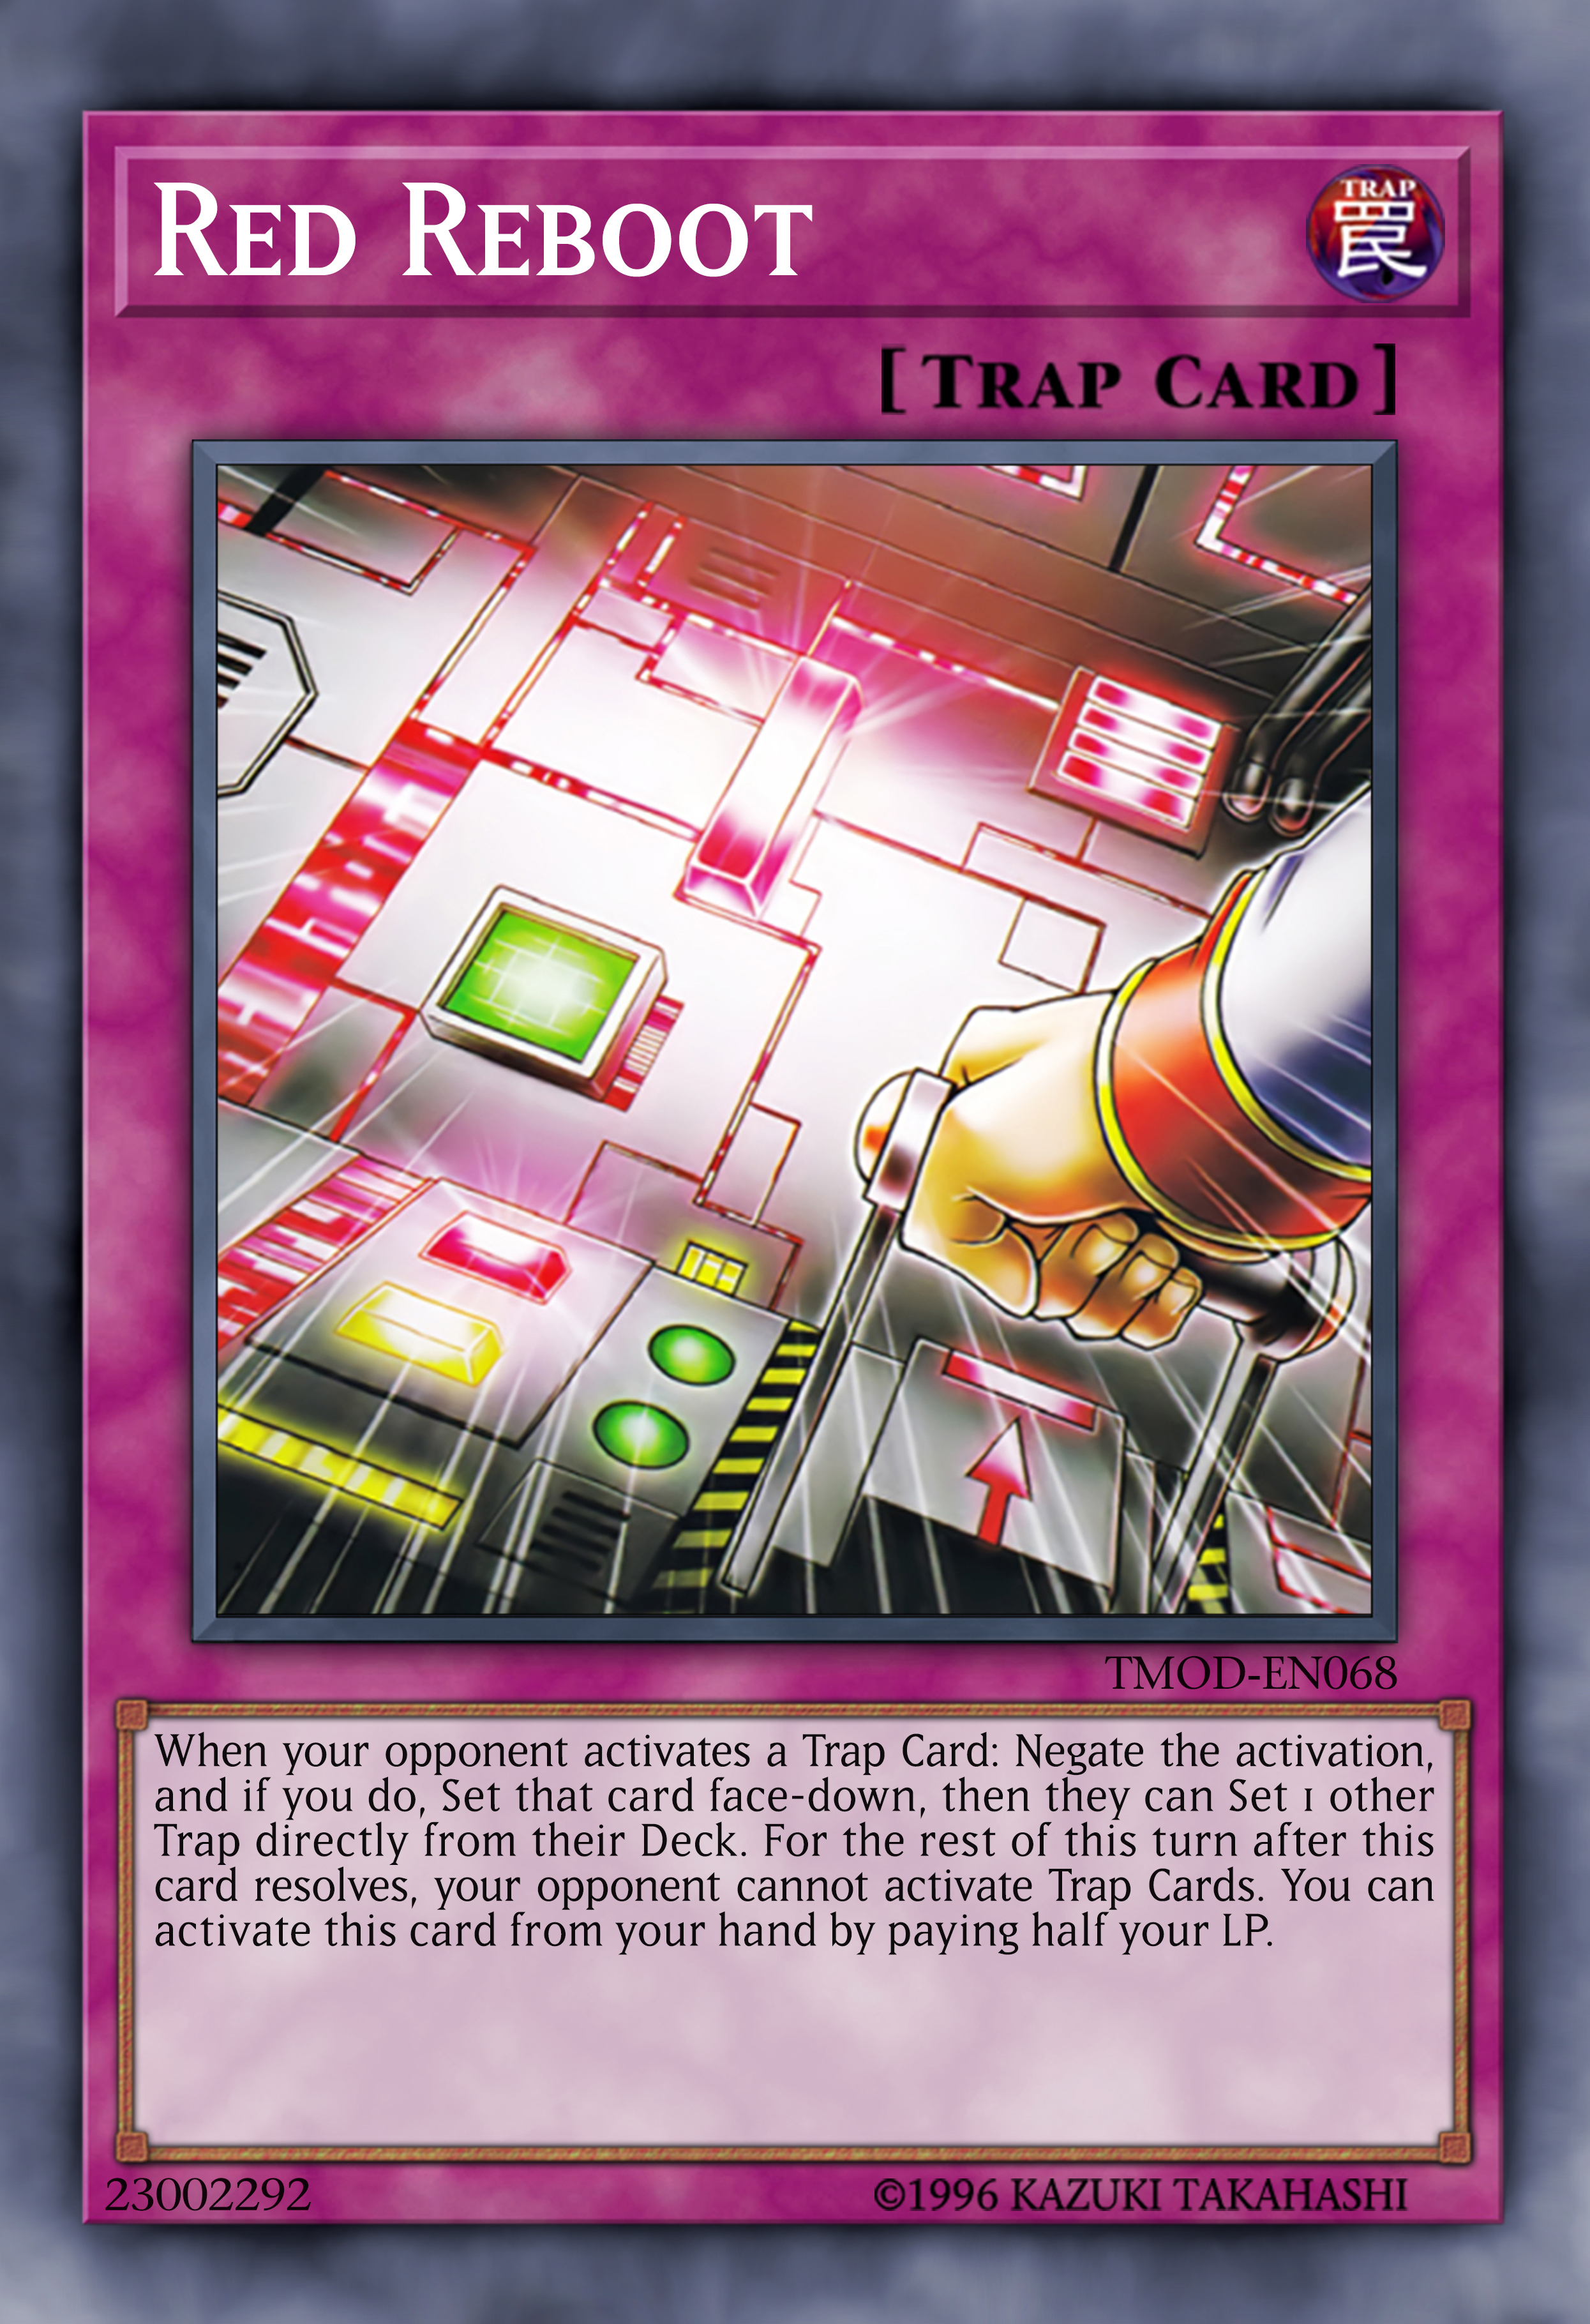 Red Reboot
TRAP
罠
[ Trap Card ]
TMOD-EN068
When your opponent activates a Trap Card: Negate the activation,
and if you do, Set that card face-down, then they can Set 1 other
Trap directly from their Deck. For the rest of this turn after this
card resolves, your opponent cannot activate Trap Cards. You can
activate this card from your hand by paying half your LP.
23002292
©1996 KAZUKI TAKAHASHI